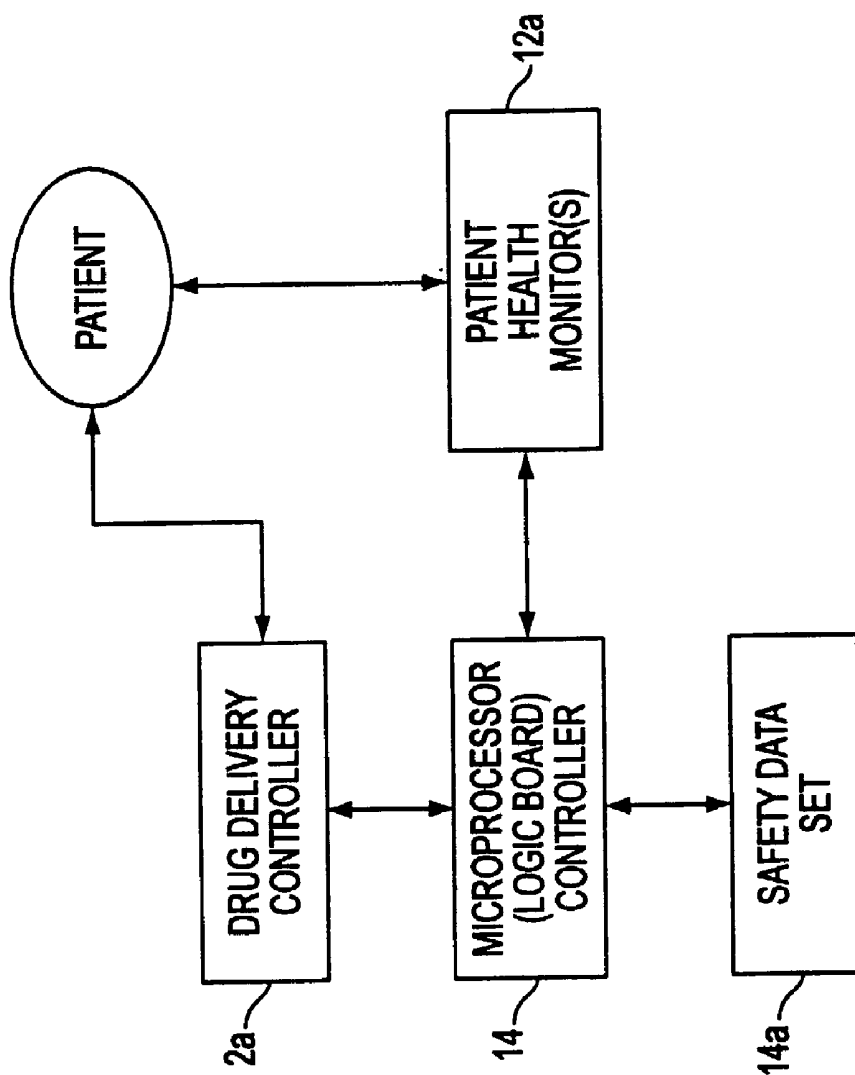 PATIENT
DRUG DELIVERY
CONTROLLER
2a
MICROPROCESSOR
(LOGIC BOARD)
CONTROLLER
14
PATIENT
HEALTH
MONITOR(S)
12a
SAFETY DATA
SET
14a